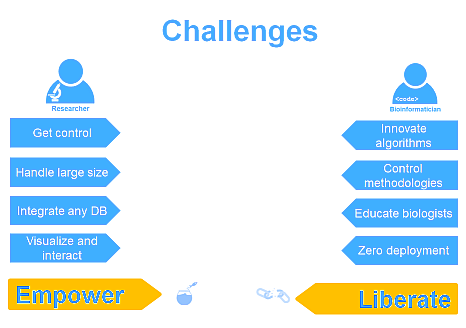 Challenges
Researcher
<code>
Bioinformatician
Get control
Handle large size
Integrate any DB
Visualize and
interact
Innovate
algorithms
Control
methodologies
Educate biologists
Zero deployment
Empower
Liberate